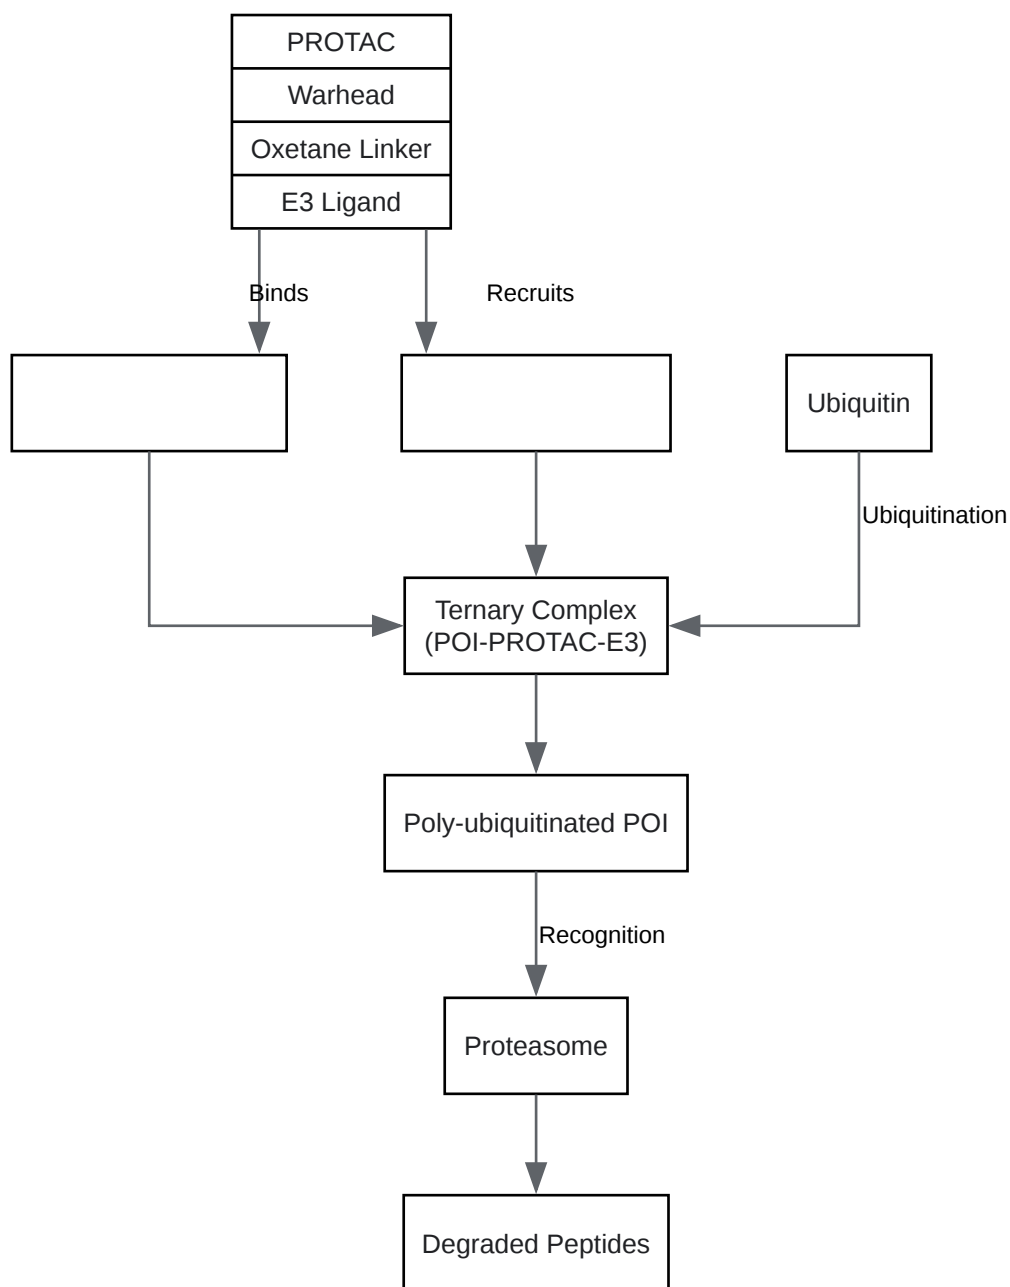 PROTAC
Warhead
Oxetane Linker
E3 Ligand
Binds
Recruits
Ubiquitin
Ubiquitination
Ternary Complex
(POI-PROTAC-E3)
Poly-ubiquitinated POI
Recognition
Proteasome
Degraded Peptides